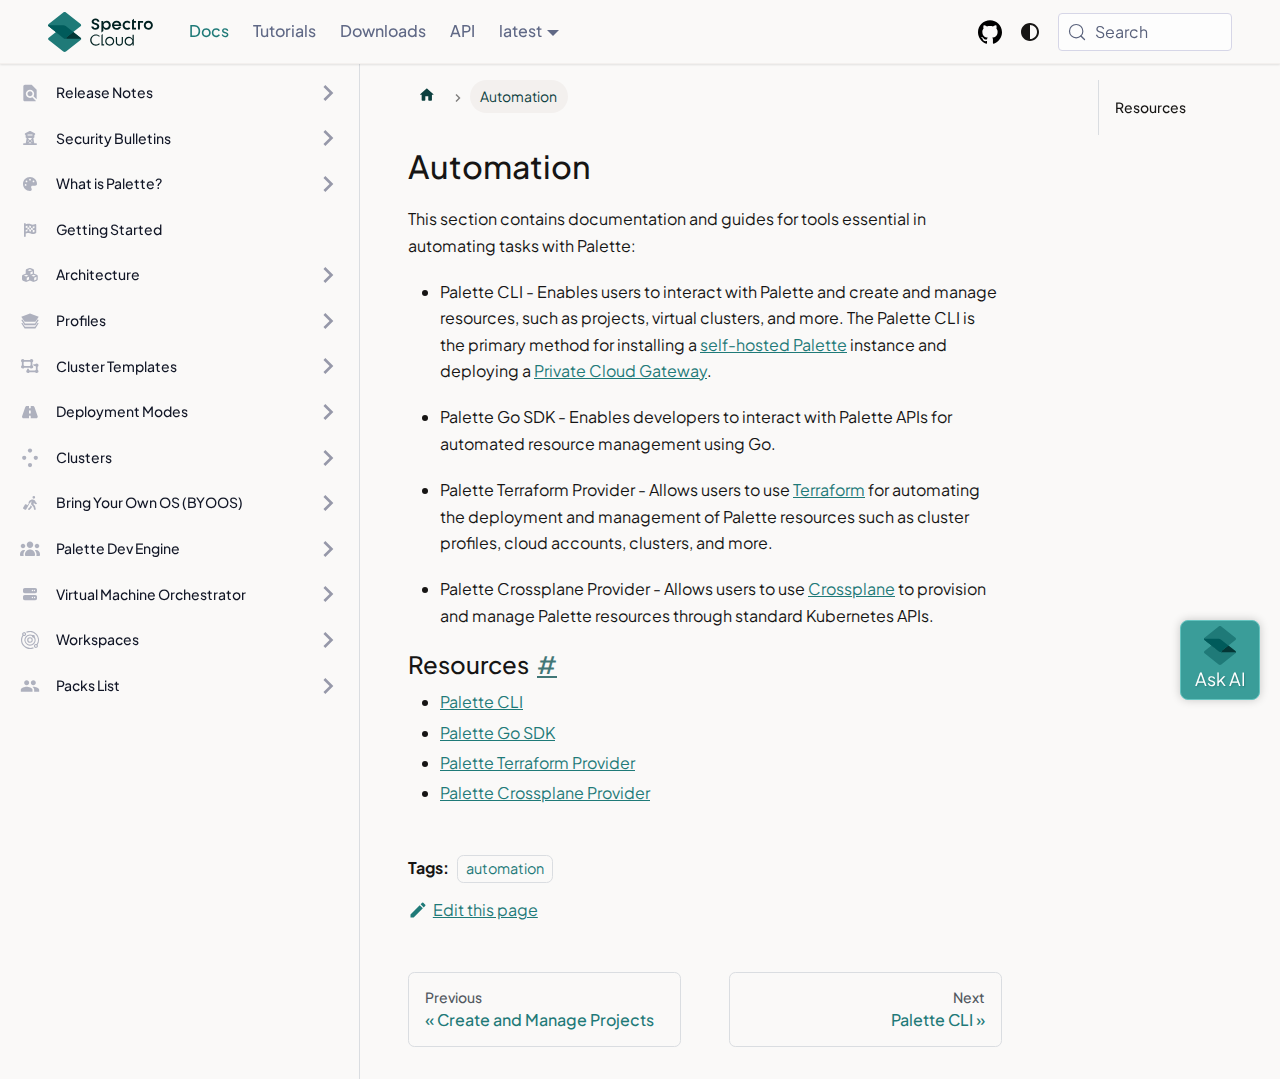 Spectro Cloud
Docs
Tutorials
Downloads
API
latest
Search
Release Notes
Security Bulletins
What is Palette?
Getting Started
Architecture
Profiles
Cluster Templates
Deployment Modes
Clusters
Bring Your Own OS (BYOOS)
Palette Dev Engine
Virtual Machine Orchestrator
Workspaces
Packs List
Automation
Automation
This section contains documentation and guides for tools essential in
automating tasks with Palette:
Palette CLI - Enables users to interact with Palette and create and manage
resources, such as projects, virtual clusters, and more. The Palette CLI is
the primary method for installing a self-hosted Palette instance and
deploying a Private Cloud Gateway.
Palette Go SDK - Enables developers to interact with Palette APIs for
automated resource management using Go.
Palette Terraform Provider - Allows users to use Terraform for automating
the deployment and management of Palette resources such as cluster
profiles, cloud accounts, clusters, and more.
Palette Crossplane Provider - Allows users to use Crossplane to provision
and manage Palette resources through standard Kubernetes APIs.
Resources #
Palette CLI
Palette Go SDK
Palette Terraform Provider
Palette Crossplane Provider
Tags: automation
Edit this page
Previous
« Create and Manage Projects
Next
Palette CLI »
Resources
Ask AI